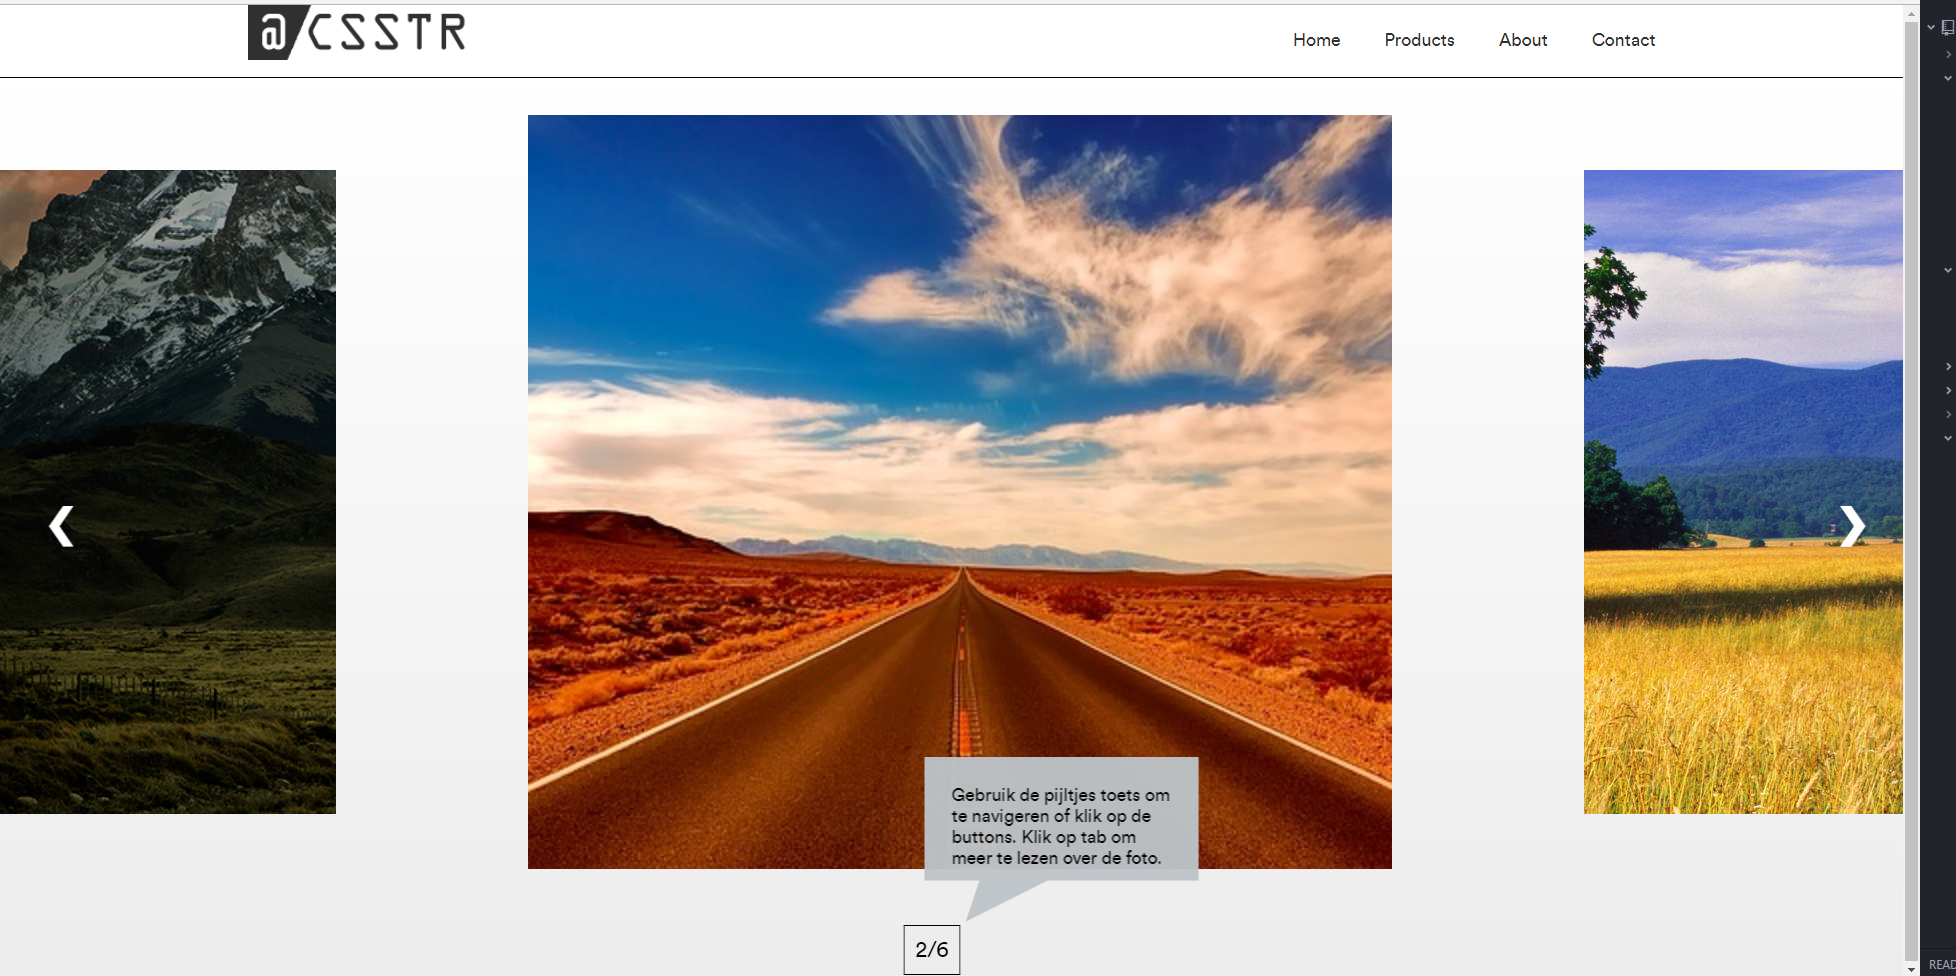 @CSSTR
Home Products About Contact
Gebruik de pijltjes toets om
te navigeren of klik op de
buttons. Klik op tab om
meer te lezen over de foto.
2/6
READ